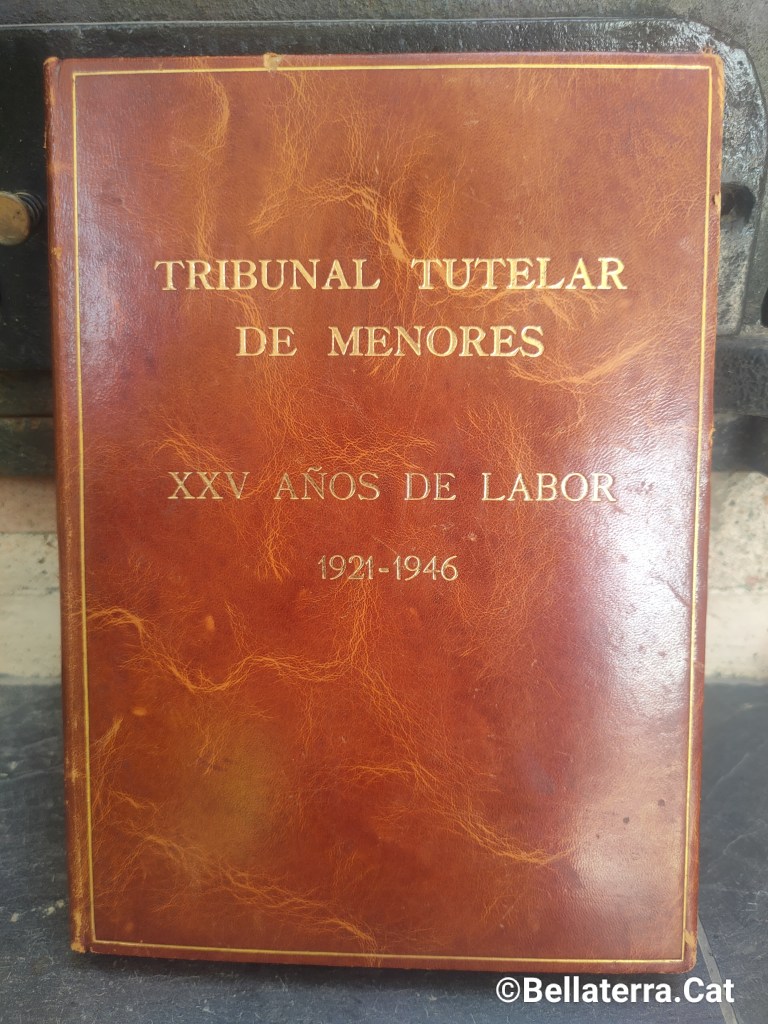 TRIBUNAL TUTELAR
DE MENORES
XXV AÑOS DE LABOR
1921-1946
©Bellaterra.Cat